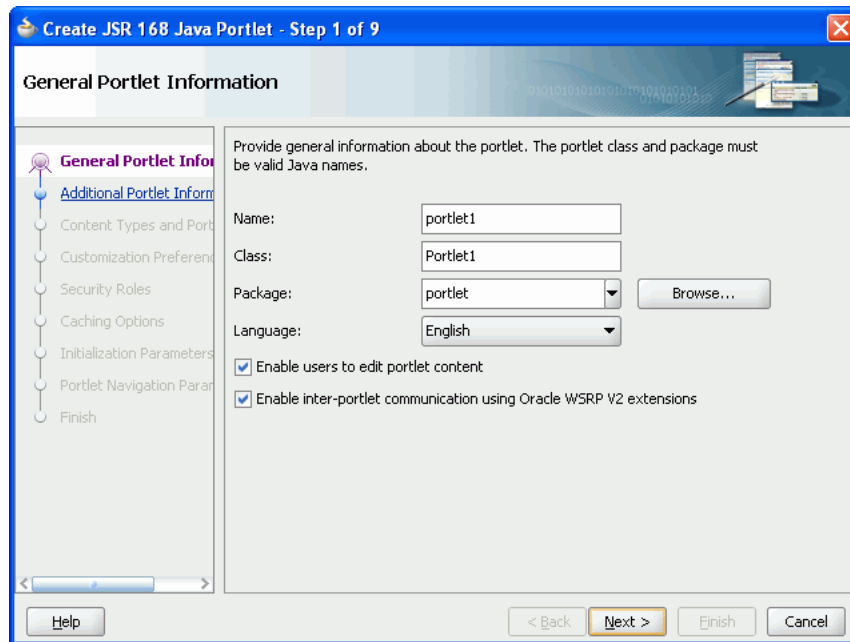 Create JSR 168 Java Portlet - Step 1 of 9
General Portlet Information
General Portlet Infor
Additional Portlet Inform
Content Types and Port
Customization Preferenc
Security Roles
Caching Options
Initialization Parameters
Portlet Navigation Parar
Finish
Provide general information about the portlet. The portlet class and package must
be valid Java names.
Name: portlet1
Class: Portlet1
Package: portlet Browse...
Language: English
Enable users to edit portlet content
Enable inter-portlet communication using Oracle WSRP V2 extensions
Help < Back Next > Finish Cancel